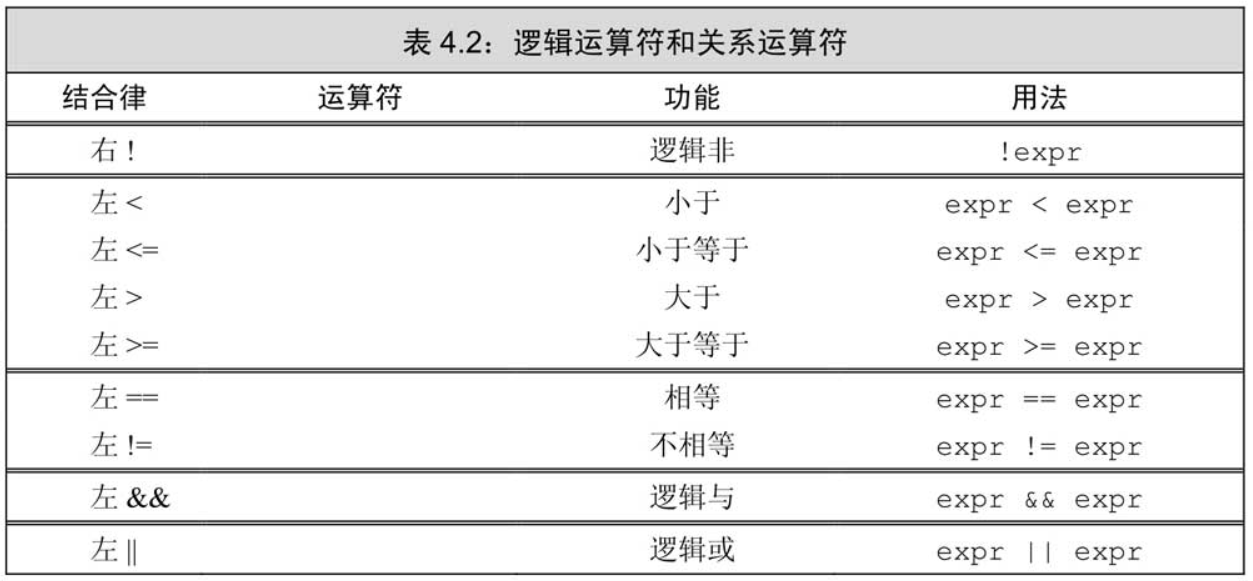 表 4.2：逻辑运算符和关系运算符
结合律 运算符 功能 用法
右 ! 逻辑非 !expr
左 < 小于 expr < expr
左 <= 小于等于 expr <= expr
左 > 大于 expr > expr
左 >= 大于等于 expr >= expr
左 == 相等 expr == expr
左 != 不相等 expr != expr
左 && 逻辑与 expr && expr
左 || 逻辑或 expr || expr